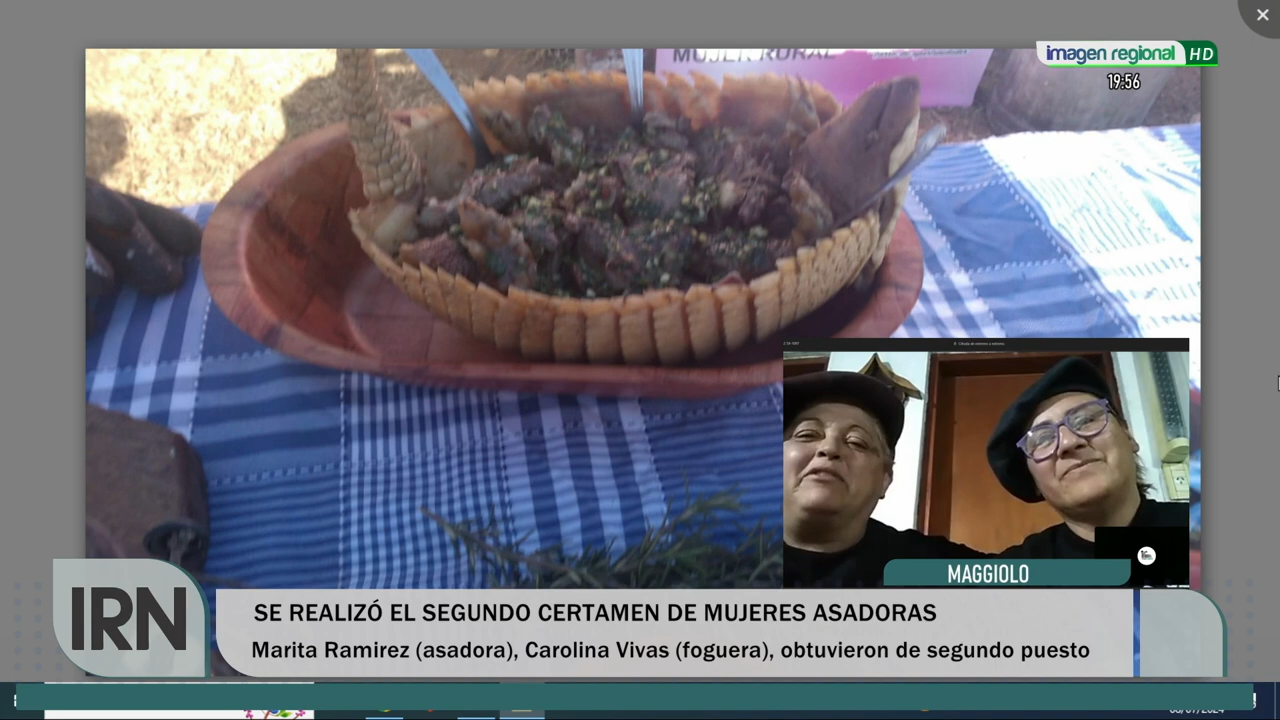 MUJER RURAL
imagen regional HD
19:56
MAGGIOLO
IRN
SE REALIZÓ EL SEGUNDO CERTAMEN DE MUJERES ASADORAS
Marita Ramirez (asadora), Carolina Vivas (foguera), obtuvieron de segundo puesto